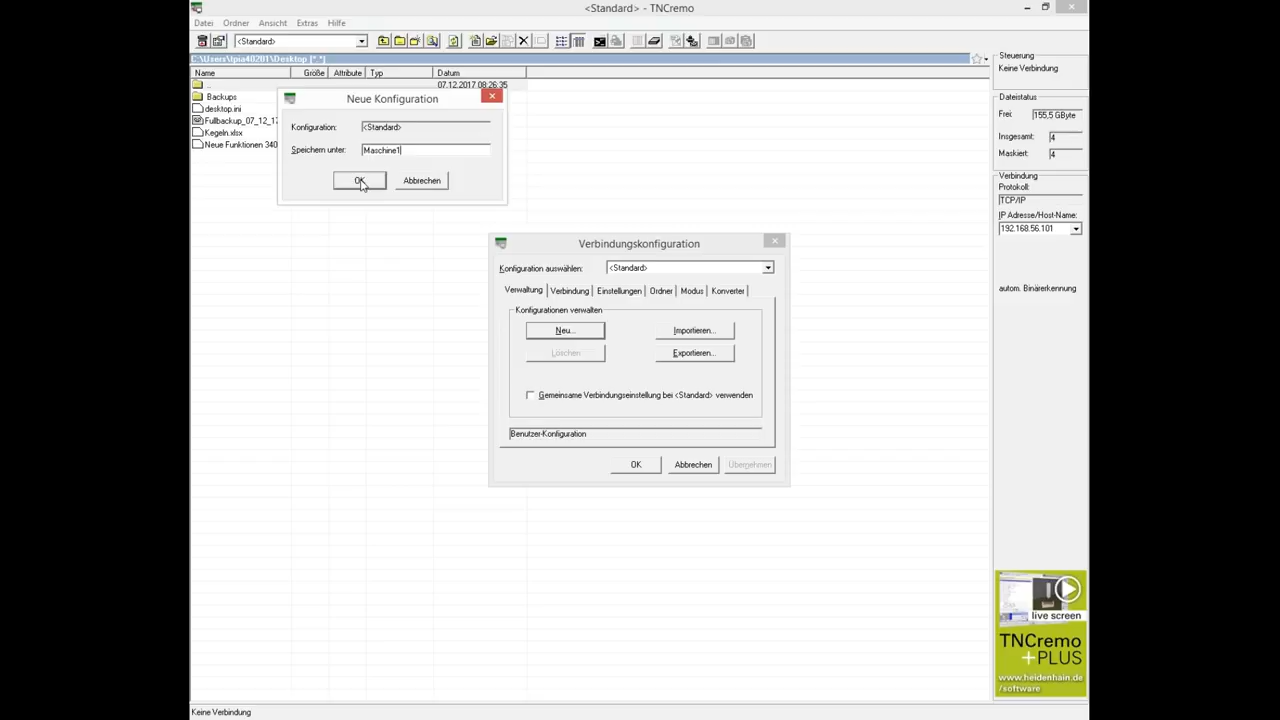 <Standard> - TNCremo
Datei Ordner Ansicht Extras Hilfe
<Standard>
C:\Users\lpia40201\Desktop [*.*]
Name Größe Attribute Typ Datum
.. 07.12.2017 08:26:35
Backups
desktop.ini
Fullbackup_07_12_17
Kegeln.xlsx
Neue Funktionen 340
Neue Konfiguration
Konfiguration: <Standard>
Speichern unter: Maschine1
OK Abbrechen
Verbindungskonfiguration
Konfiguration auswählen: <Standard>
Verwaltung Verbindung Einstellungen Ordner Modus Konverter
Konfigurationen verwalten
Neu... Importieren...
Löschen Exportieren...
Gemeinsame Verbindungseinstellung bei <Standard> verwenden
Benutzer-Konfiguration
OK Abbrechen Übernehmen
Steuerung
Keine Verbindung
Dateistatus
Frei: 155,5 GByte
Insgesamt: 4
Maskiert: 4
Verbindung
Protokoll:
TCP/IP
IP Adresse/Host-Name:
192.168.56.101
autom. Binärerkennung
live screen
TNCremo
+PLUS
www.heidenhain.de
/software
Keine Verbindung